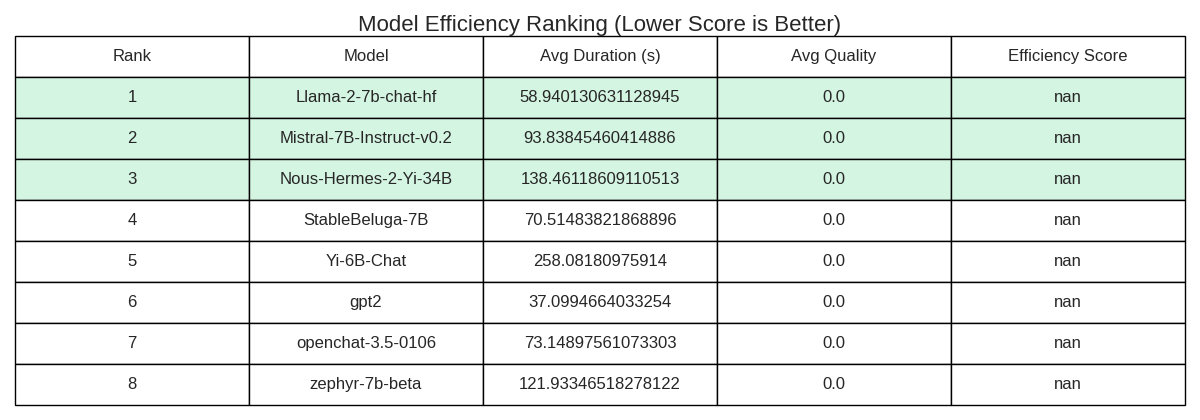 Model Efficiency Ranking (Lower Score is Better)
Rank Model Avg Duration (s) Avg Quality Efficiency Score
1 Llama-2-7b-chat-hf 58.940130631128945 0.0 nan
2 Mistral-7B-Instruct-v0.2 93.83845460414886 0.0 nan
3 Nous-Hermes-2-Yi-34B 138.46118609110513 0.0 nan
4 StableBeluga-7B 70.51483821868896 0.0 nan
5 Yi-6B-Chat 258.08180975914 0.0 nan
6 gpt2 37.0994664033254 0.0 nan
7 openchat-3.5-0106 73.14897561073303 0.0 nan
8 zephyr-7b-beta 121.93346518278122 0.0 nan